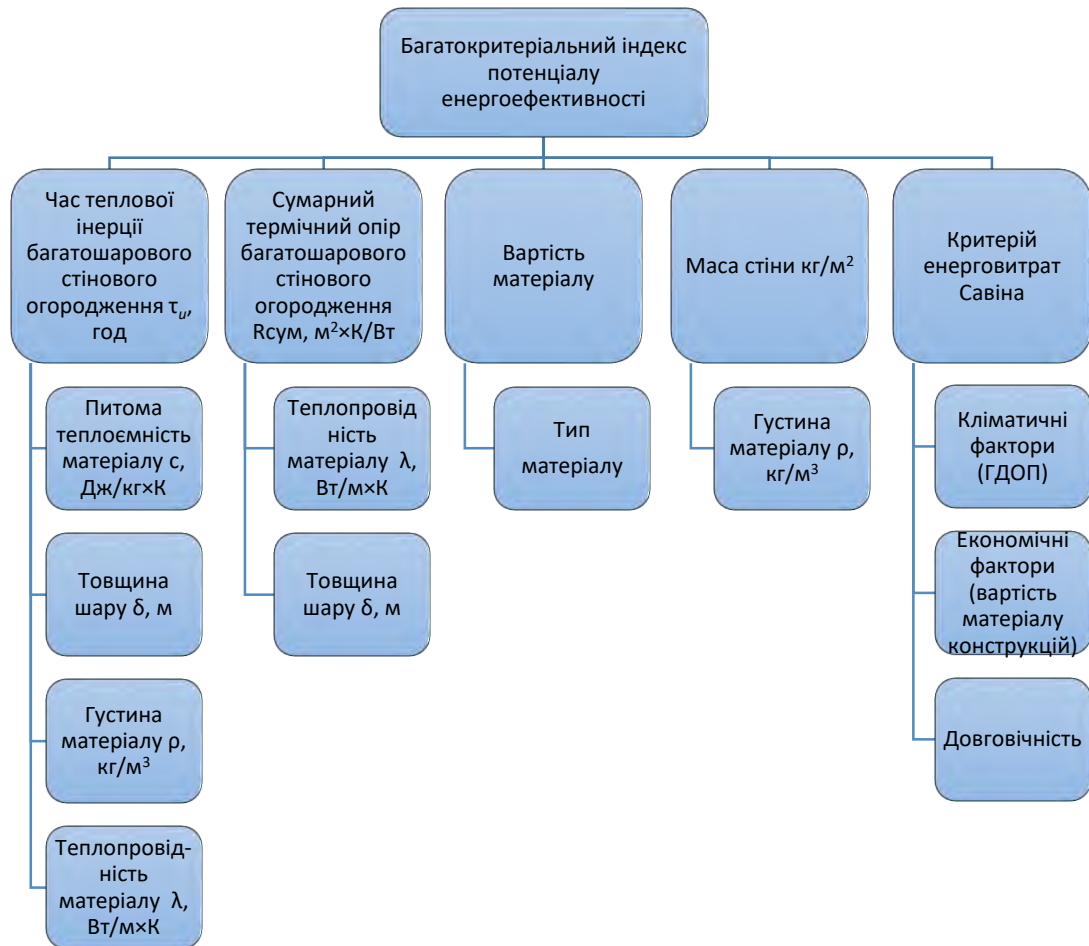 Багатокритеріальний індекс
потенціалу
енергоефективності
Час теплової
інерції
багатошарового
стінового
огородження τu,
год
Сумарний
термічний опір
багатошарового
стінового
огородження
Rсум, м²×К/Вт
Вартість
матеріалу
Маса стіни кг/м²
Критерій
енерговитрат
Савіна
Питома
теплоємність
матеріалу с,
Дж/кг×К
Товщина
шару δ, м
Густина
матеріалу ρ,
кг/м³
Теплопровід-
ність
матеріалу λ,
Вт/м×К
Теплопровід
ність
матеріалу λ,
Вт/м×К
Товщина
шару δ, м
Тип
матеріалу
Густина
матеріалу ρ,
кг/м³
Кліматичні
фактори
(ГДОП)
Економічні
фактори
(вартість
матеріалу
конструкцій)
Довговічність